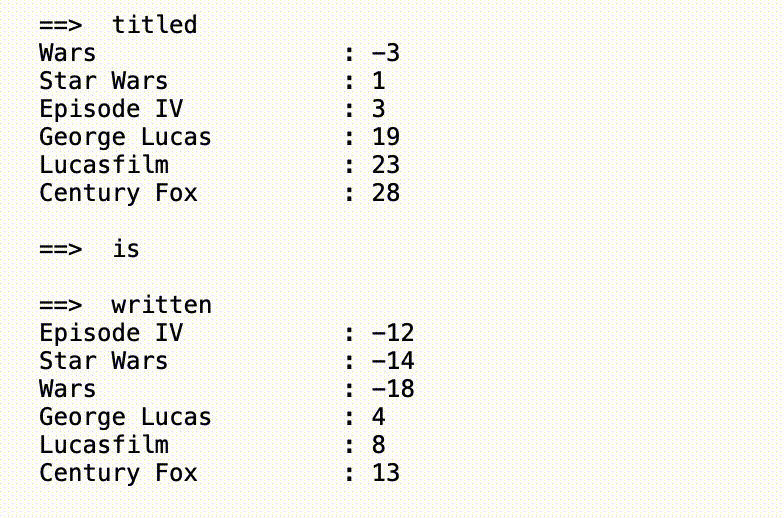 ==>  titled
Wars                 : -3
Star Wars            : 1
Episode IV           : 3
George Lucas         : 19
Lucasfilm            : 23
Century Fox          : 28
==>  is
==>  written
Episode IV           : -12
Star Wars            : -14
Wars                 : -18
George Lucas         : 4
Lucasfilm            : 8
Century Fox          : 13